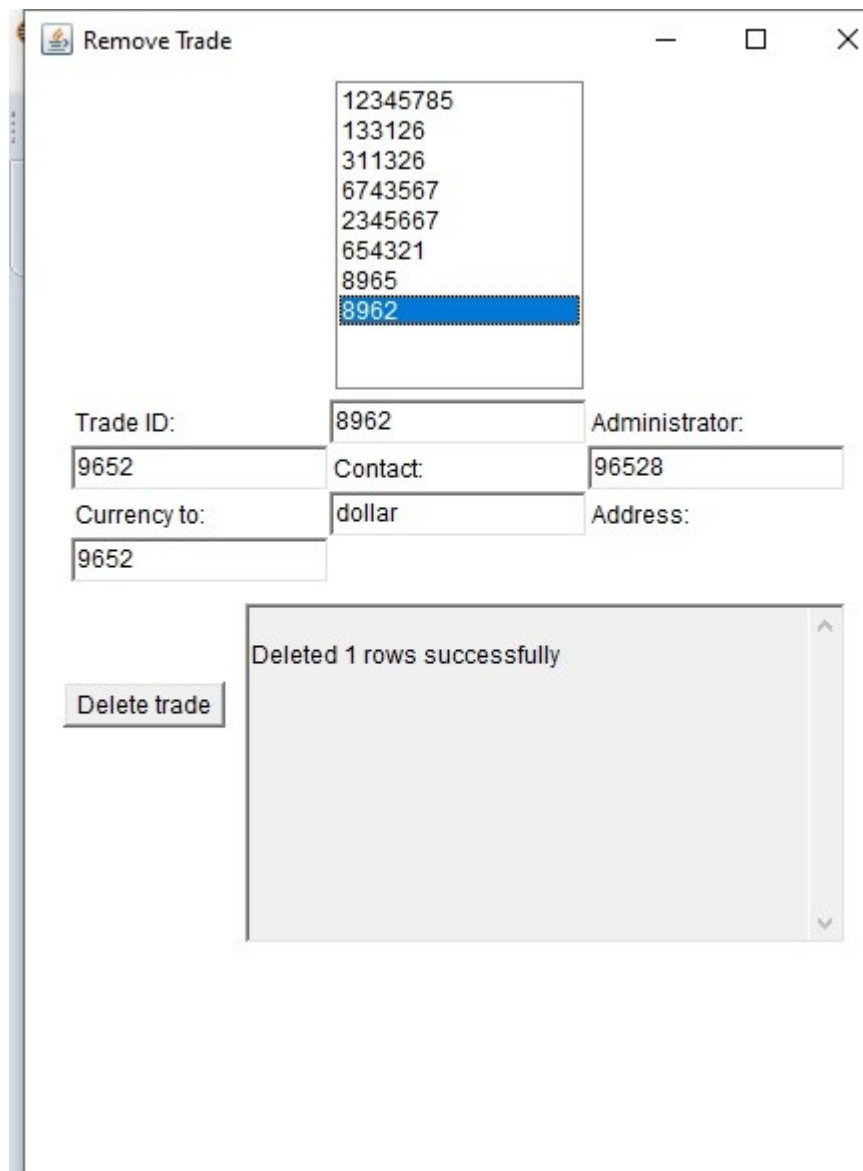 Remove Trade
12345785
133126
311326
6743567
2345667
654321
8965
8962
Trade ID: 8962 Administrator:
9652 Contact: 96528
Currency to: dollar Address:
9652
Deleted 1 rows successfully
Delete trade